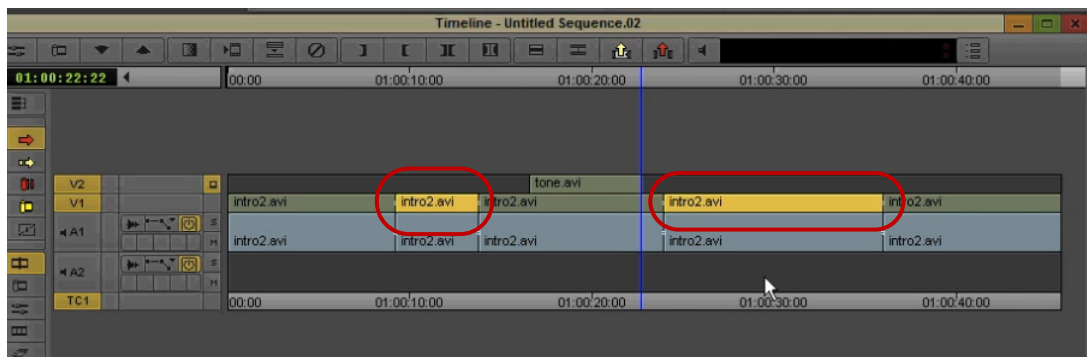 Timeline - Untitled Sequence.02
01:00:22:22 00:00 01:00:10:00 01:00:20:00 01:00:30:00 01:00:40:00
V2 tone.avi
V1 intro2.avi intro2.avi intro2.avi intro2.avi intro2.avi
A1 S
M intro2.avi intro2.avi intro2.avi intro2.avi intro2.avi
A2 S
M
TC1 00:00 01:00:10:00 01:00:20:00 01:00:30:00 01:00:40:00